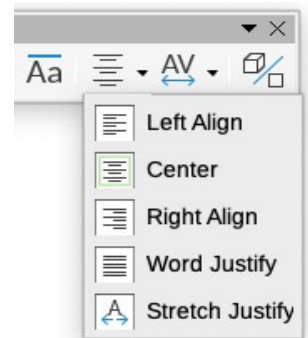 Aa AV
Left Align
Center
Right Align
Word Justify
A Stretch Justify